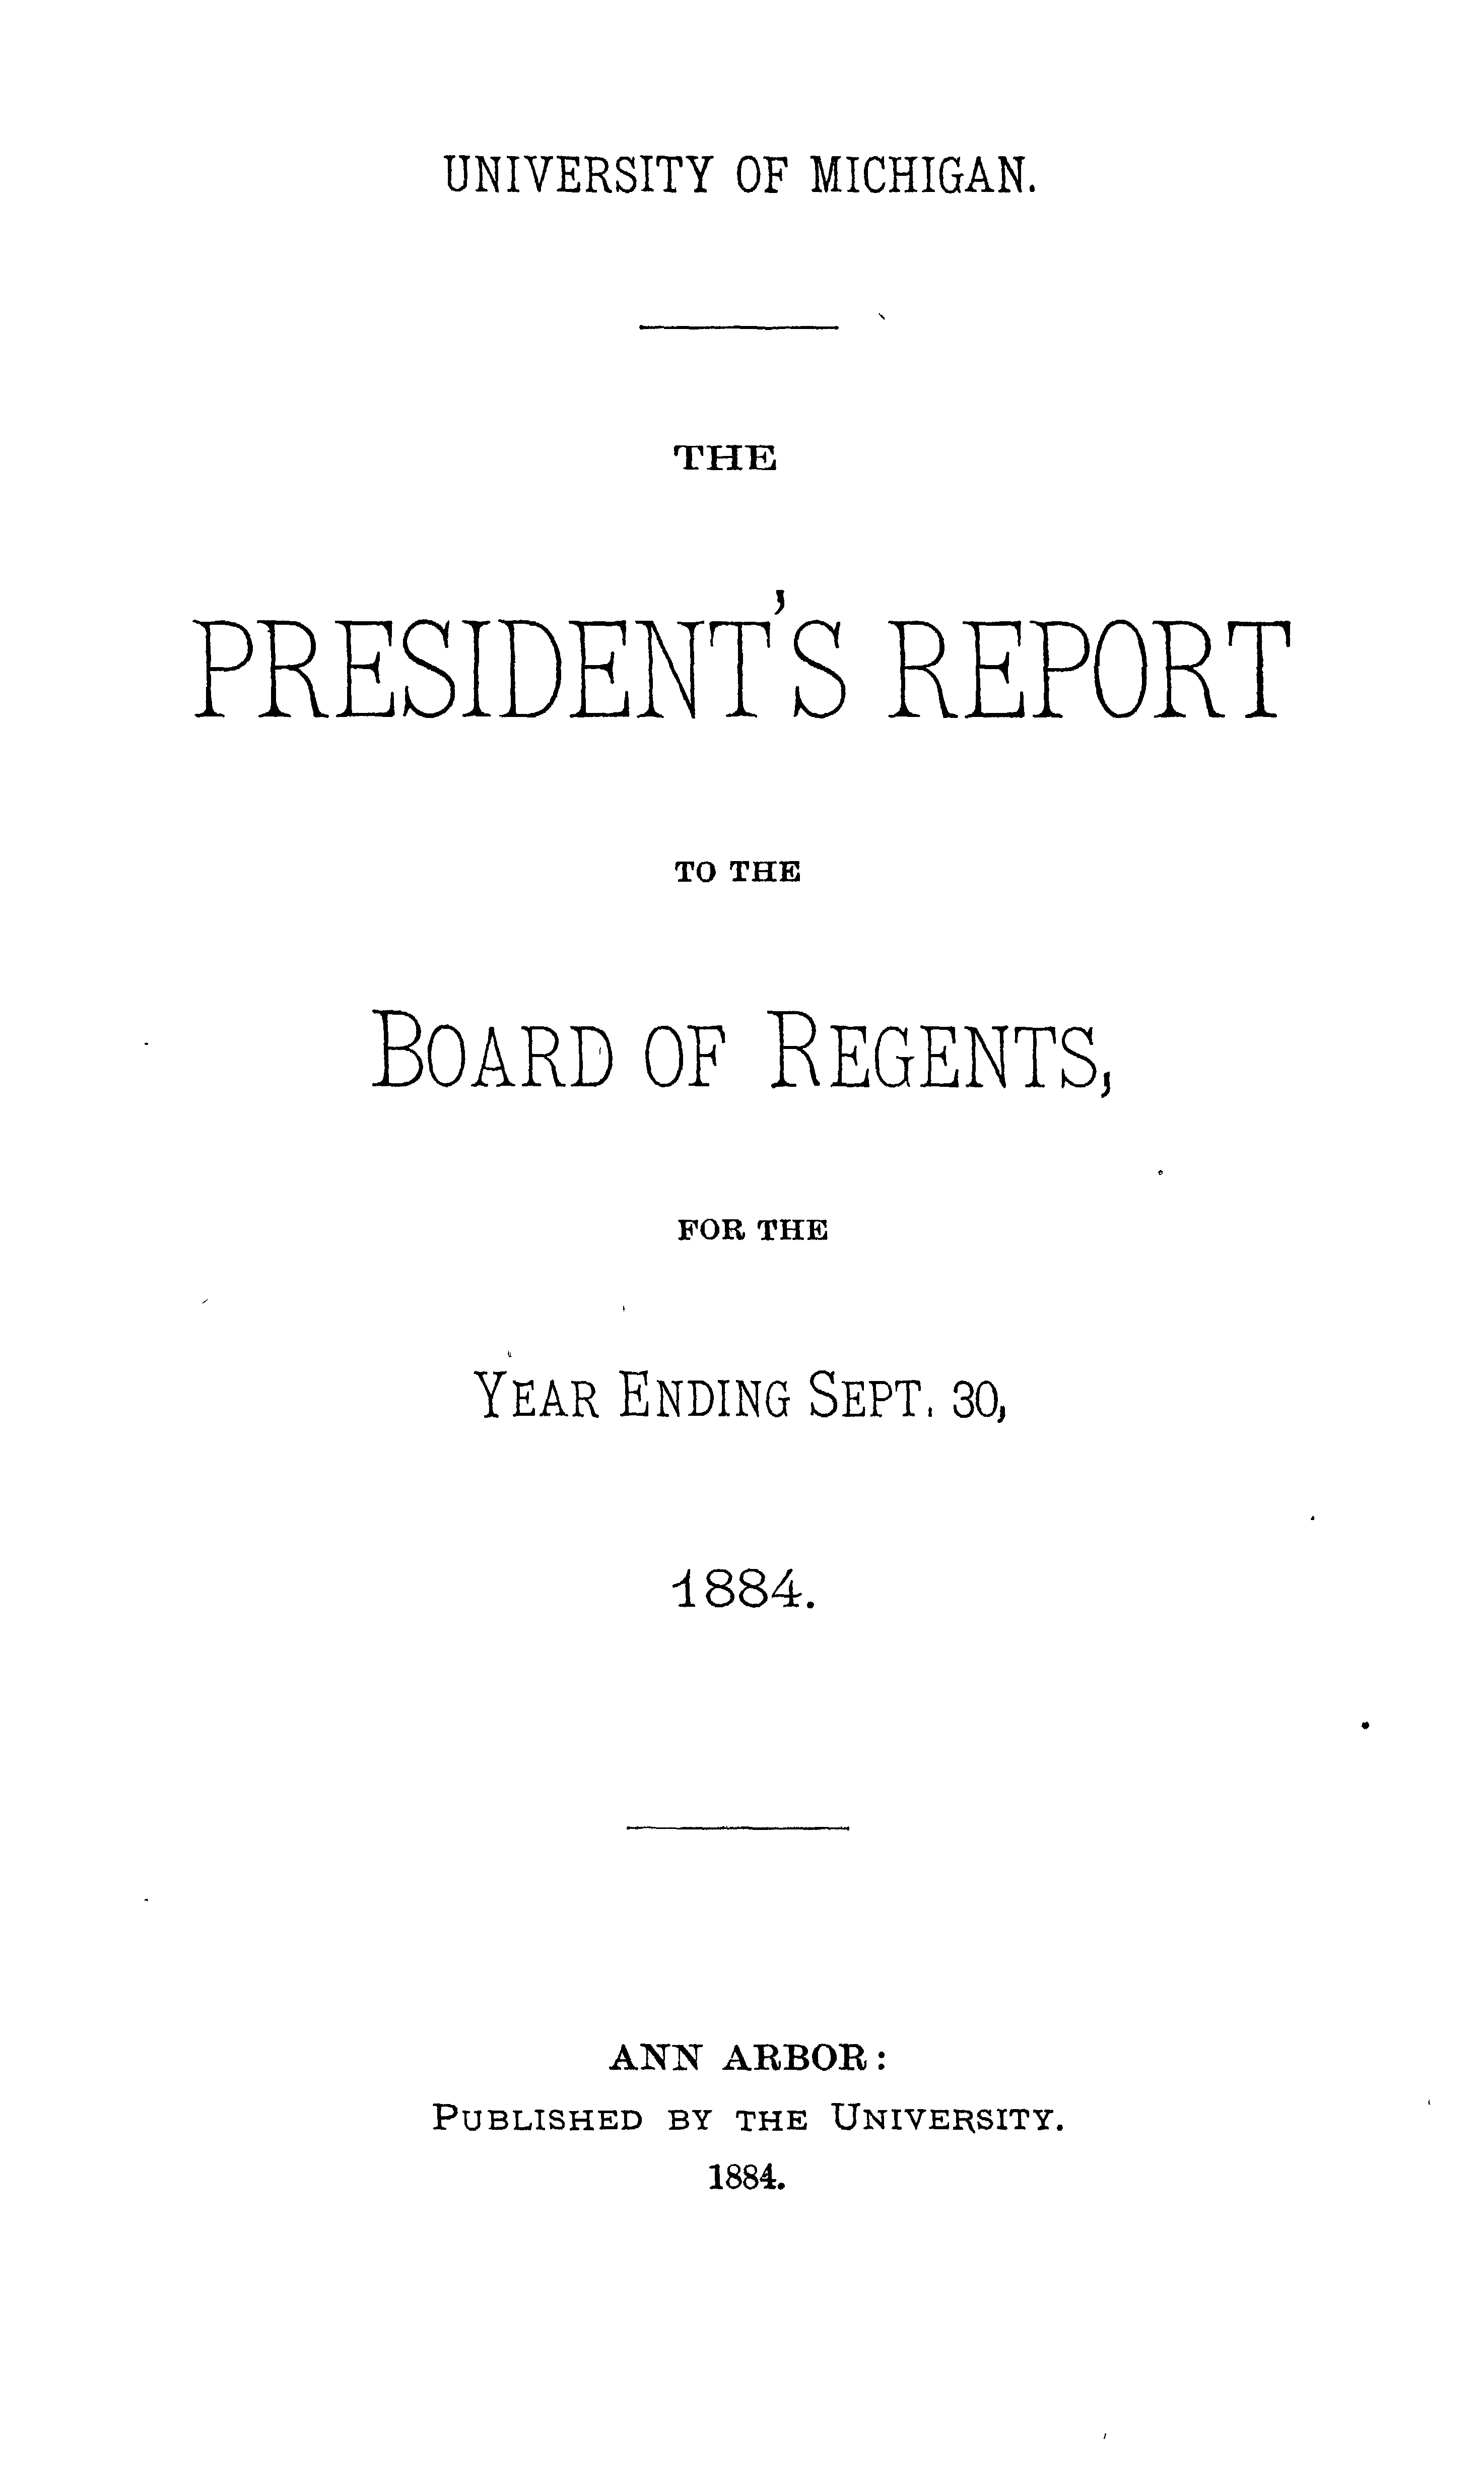 UNIVERSITY OF MICHIGAN.
THE
PRESIDENT'S REPORT
TO THE
BOARD OF REGENTS,
FOR THE
YEAR ENDING SEPT. 30,
1884.
ANN ARBOR:
PUBLISHED BY THE UNIVERSITY.
1884.